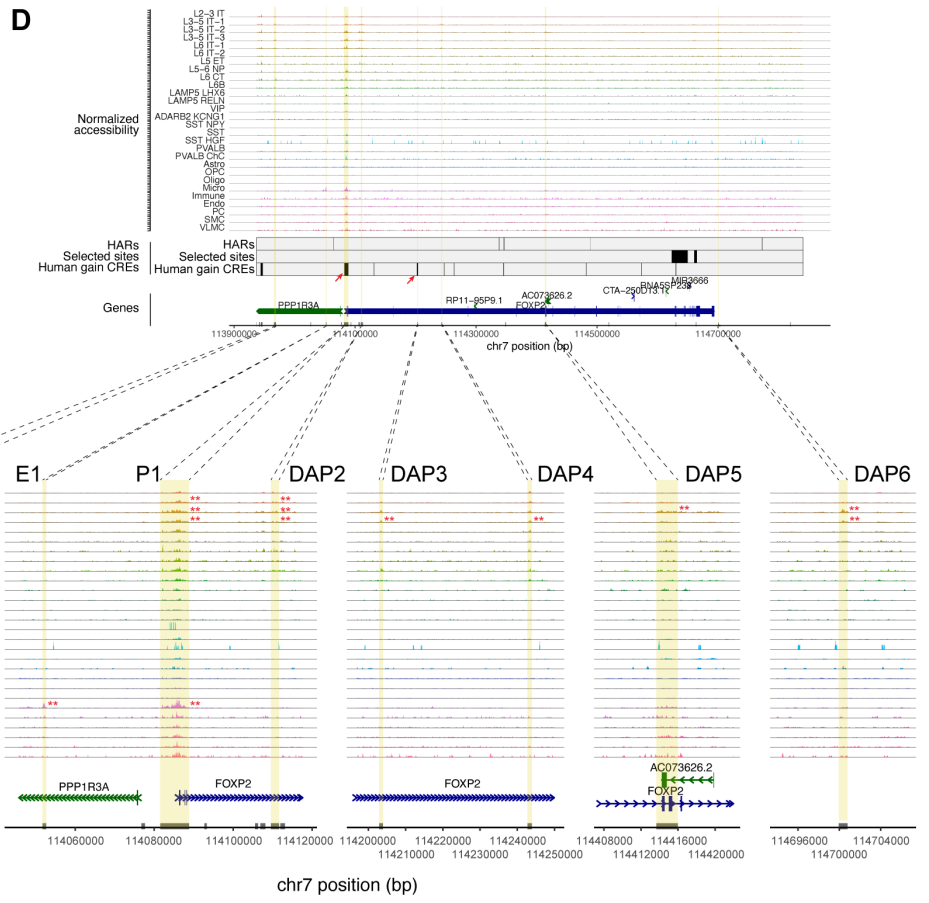 D
Normalized
accessibility
L2-3 IT
L3-5 IT-1
L3-5 IT-2
L3-5 IT-3
L6 IT-1
L6 IT-2
L5 ET
L5-6 NP
L6 CT
L6B
LAMP5 LHX6
LAMP5 RELN
VIP
ADARB2 KCNG1
SST NPY
SST
SST HGF
PVALB
PVALB ChC
Astro
OPC
Oligo
Micro
Immune
Endo
PC
SMC
VLMC
HARs HARs
Selected sites Selected sites
Human gain CREs Human gain CREs
Genes
MIR3666
CTA-250D13.1
AC073626.2
RP11-95P9.1
PPP1R3A FOXP2
113900000 114100000 114300000 114500000 114700000
chr7 position (bp)
E1 P1 DAP2 DAP3 DAP4 DAP5 DAP6
** **
** ** ** **
** ** ** ** **
** **
AC073626.2
PPP1R3A FOXP2 FOXP2 FOXP2
114060000 114080000 114100000 114120000 114200000 114220000 114240000 114408000 114416000 114696000 114704000
114210000 114230000 114250000 114412000 114420000 114700000
chr7 position (bp)